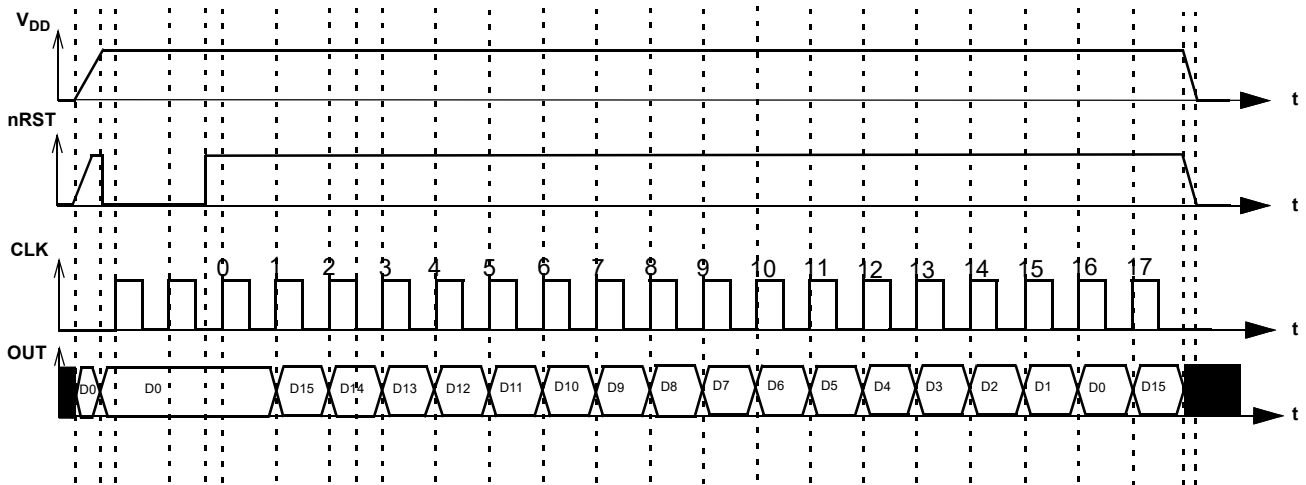 V_DD
t
nRST
t
CLK
0 1 2 3 4 5 6 7 8 9 10 11 12 13 14 15 16 17
t
OUT
D0 D0 D15 D14 D13 D12 D11 D10 D9 D8 D7 D6 D5 D4 D3 D2 D1 D0 D15
t